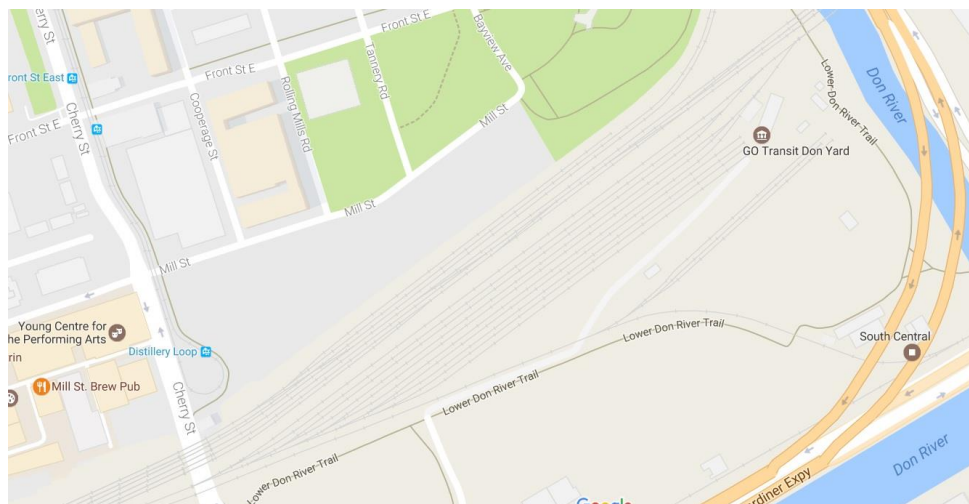 erry St
Front St E
Tannery Rd
Bayview Ave
Don River
Lower Don River Trail
ront St East
Cooperage St
Rolling Mills Rd
Mill St
Front St E
Cherry St
GO Transit Don Yard
Mill St
Mill St
Young Centre for
he Performing Arts
rin
Distillery Loop
Lower Don River Trail
South Central
Mill St. Brew Pub
Cherry St
Lower Don River Trail
Don River
Lower Don River Trail
Google
rdiner Expy